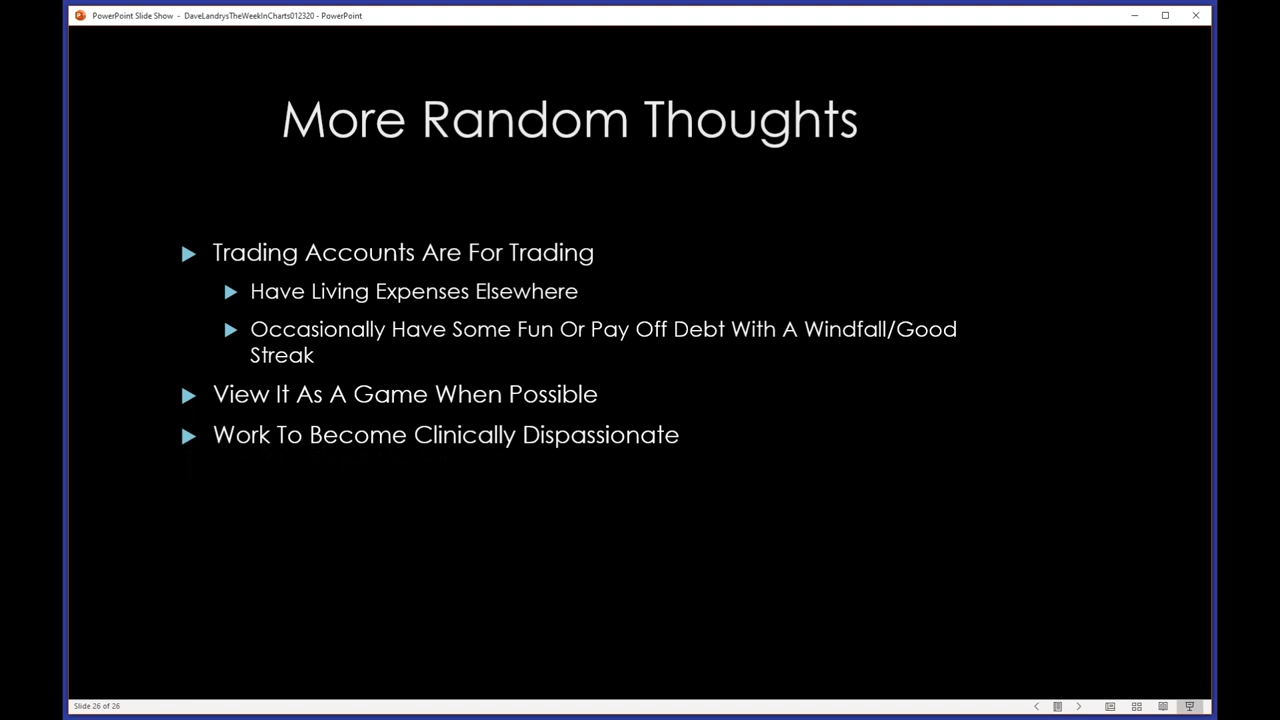 PowerPoint Slide Show - DaveLandrysTheWeekInCharts012320 - PowerPoint
More Random Thoughts
Trading Accounts Are For Trading
Have Living Expenses Elsewhere
Occasionally Have Some Fun Or Pay Off Debt With A Windfall/Good
Streak
View It As A Game When Possible
Work To Become Clinically Dispassionate
Slide 26 of 26